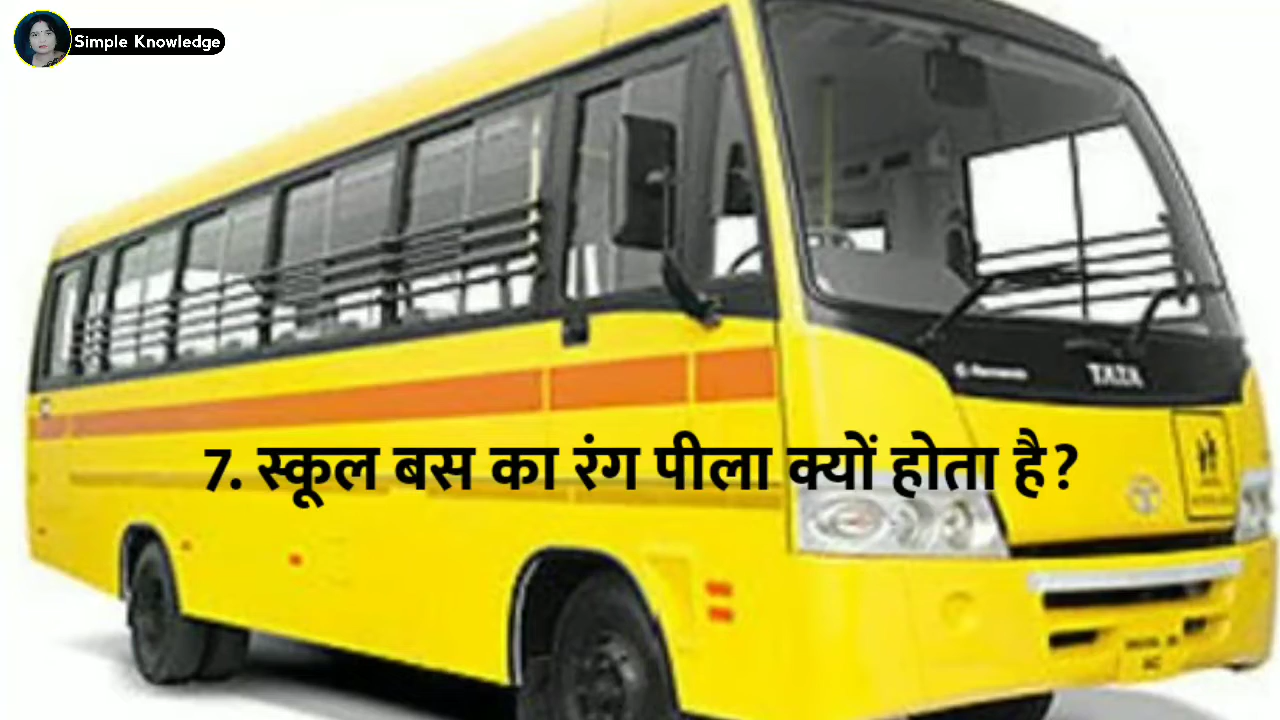 Simple Knowledge
TATA
7. स्कूल बस का रंग पीला क्यों होता है?